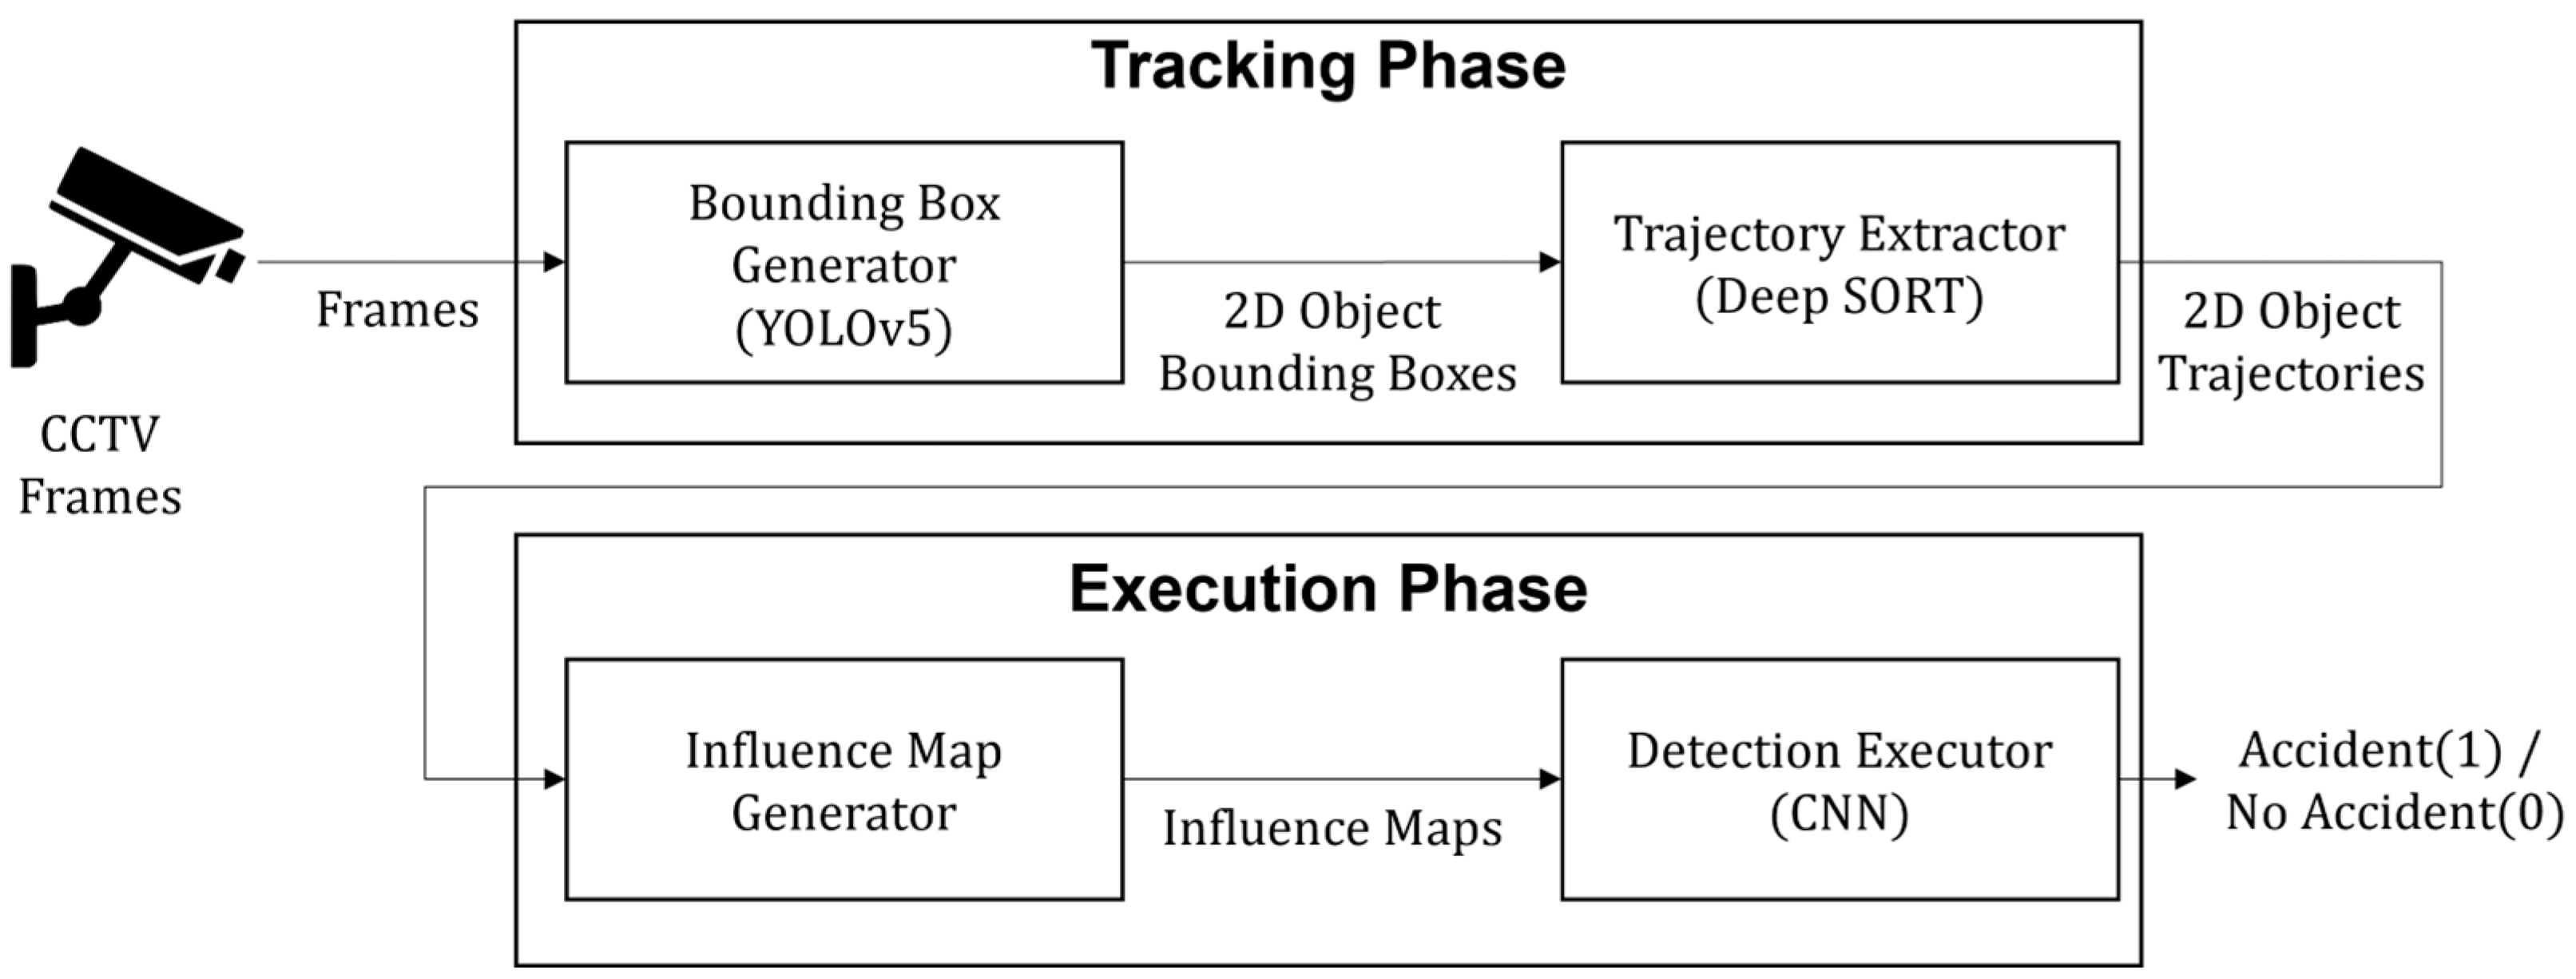 Tracking Phase
Bounding Box
Generator
(YOLOv5)
Trajectory Extractor
(Deep SORT)
Frames
2D Object
Bounding Boxes
2D Object
Trajectories
CCTV
Frames
Execution Phase
Influence Map
Generator
Influence Maps
Detection Executor
(CNN)
Accident(1) /
No Accident(0)